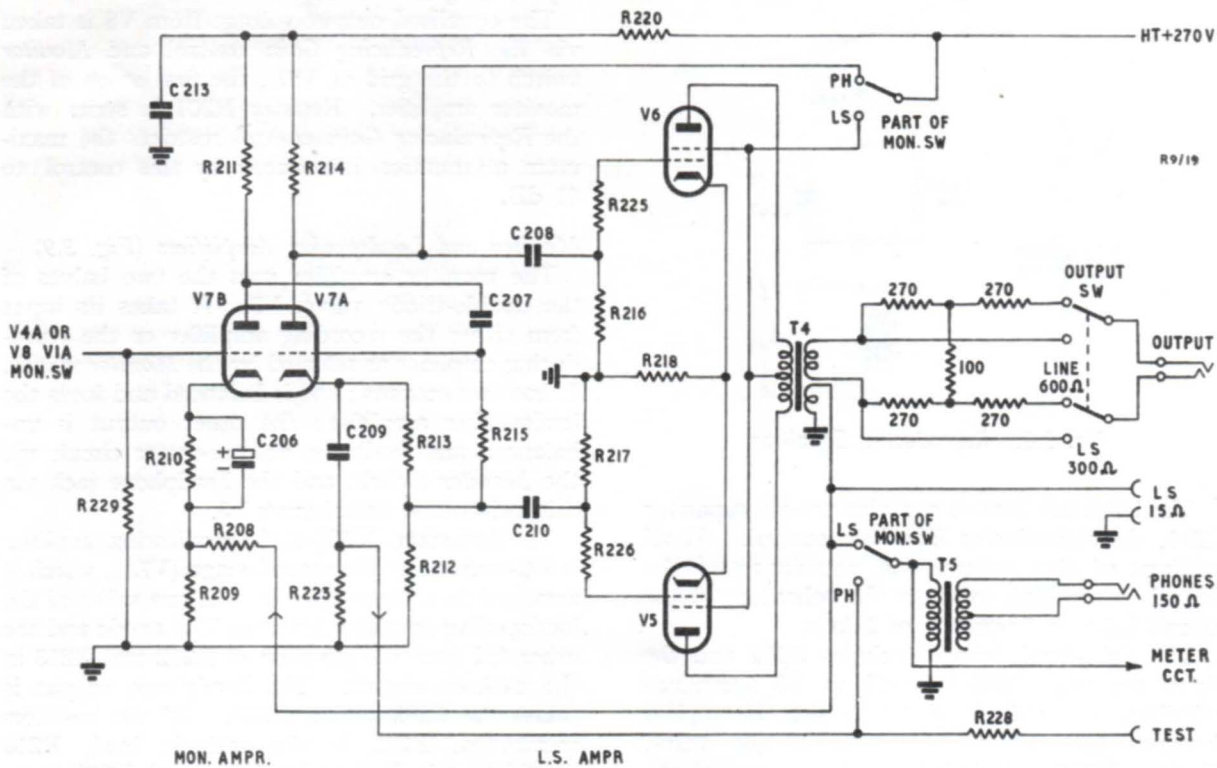 R220
HT+270V
C213
PH
LS
PART OF
MON. SW
R9/19
V6
R211
R214
R225
C208
C207
R216
V7B
V7A
V4A OR
V8 VIA
MON.SW
R218
T4
270
270
OUTPUT
SW
OUTPUT
100
LINE
600Ω
270
270
LS
300Ω
C206
+
-
R210
C209
R213
R215
R217
R229
C210
R208
R226
R209
R223
R212
V5
LS
15Ω
LS
PART OF
MON.SW
T5
PH
PHONES
150Ω
METER
CCT.
R228
TEST
MON. AMPR.
L.S. AMPR